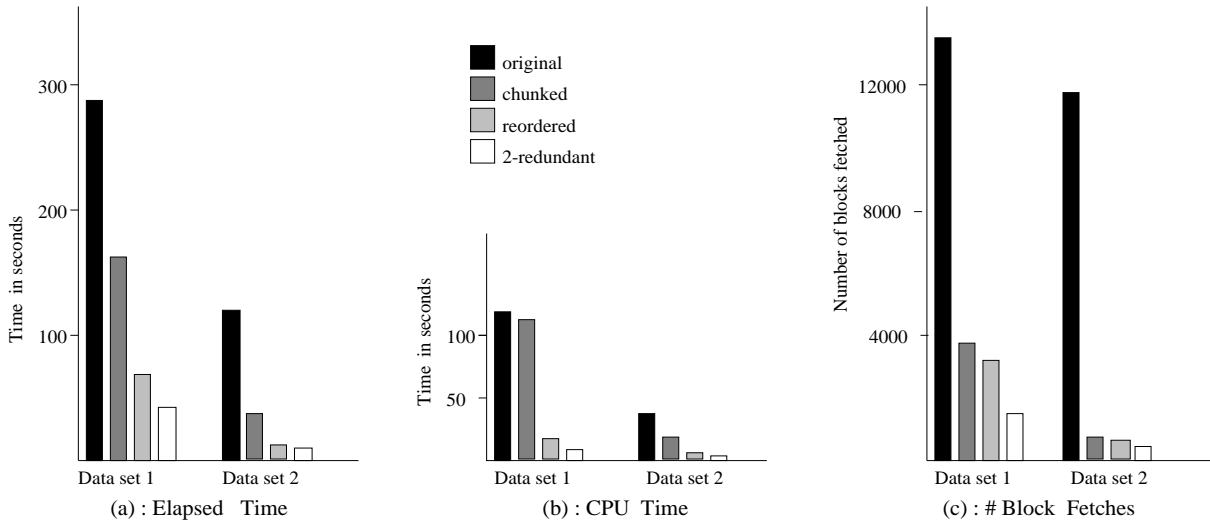 300
200
100
Time in seconds
Data set 1
Data set 2
(a) : Elapsed Time
original
chunked
reordered
2-redundant
100
50
Time in seconds
Data set 1
Data set 2
(b) : CPU Time
12000
8000
4000
Number of blocks fetched
Data set 1
Data set 2
(c) : # Block Fetches